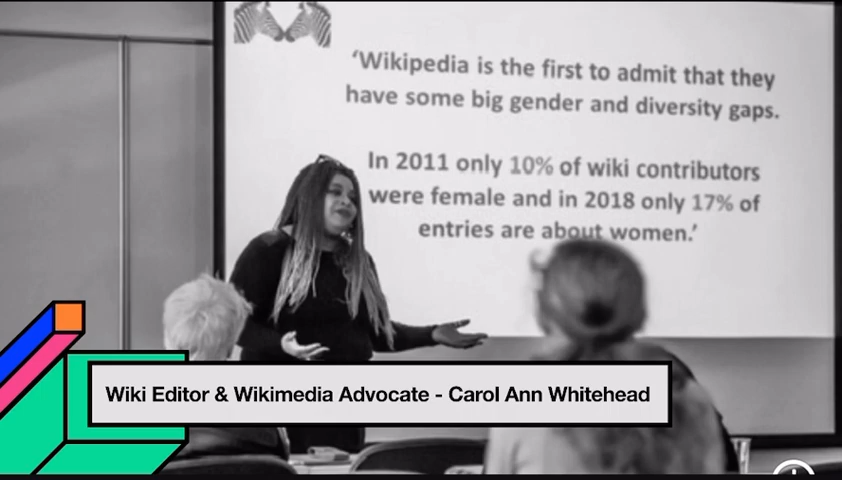 ‘Wikipedia is the first to admit that they
have some big gender and diversity gaps.
In 2011 only 10% of wiki contributors
were female and in 2018 only 17% of
entries are about women.’
Wiki Editor & Wikimedia Advocate - Carol Ann Whitehead